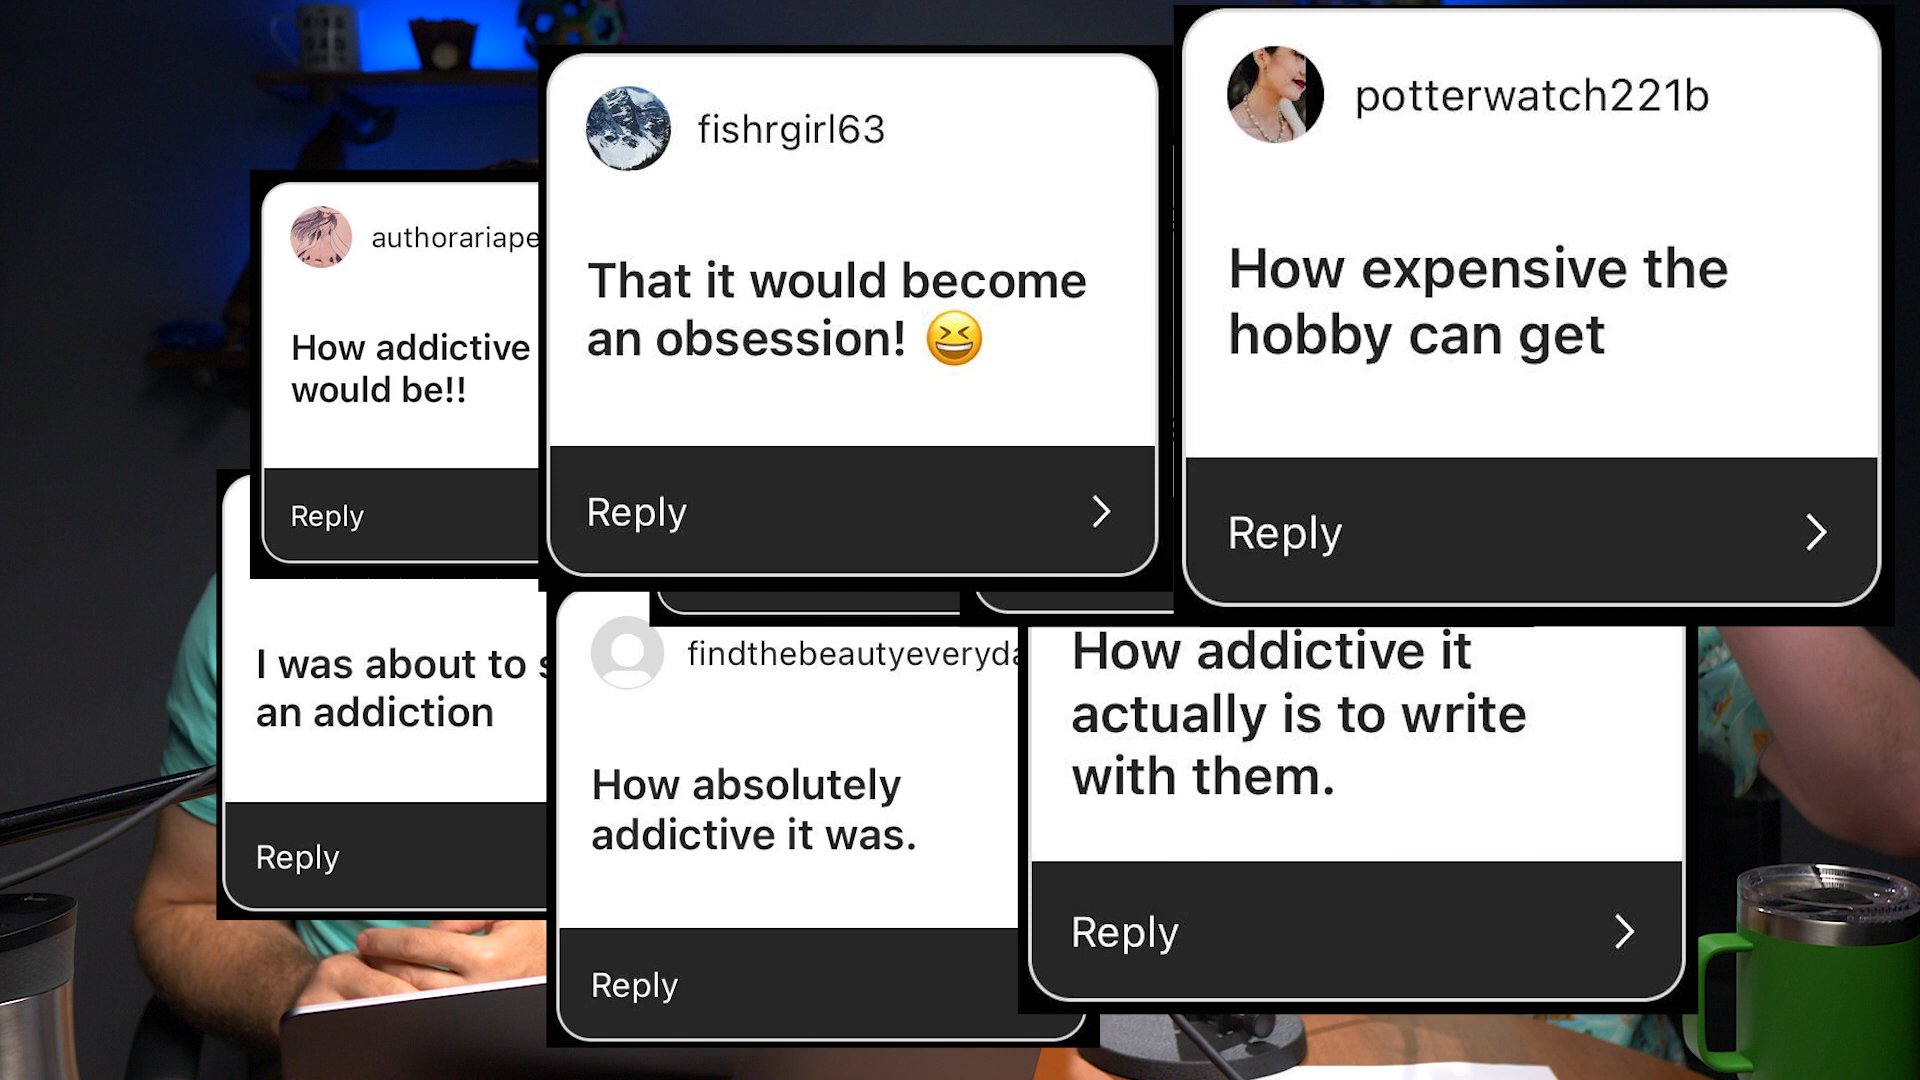 fishrgirl63
That it would become
an obsession! 😆
Reply
potterwatch221b
How expensive the
hobby can get
Reply
How addictive
would be!!
Reply
I was about to
an addiction
Reply
How absolutely
addictive it was.
Reply
How addictive it
actually is to write
with them.
Reply